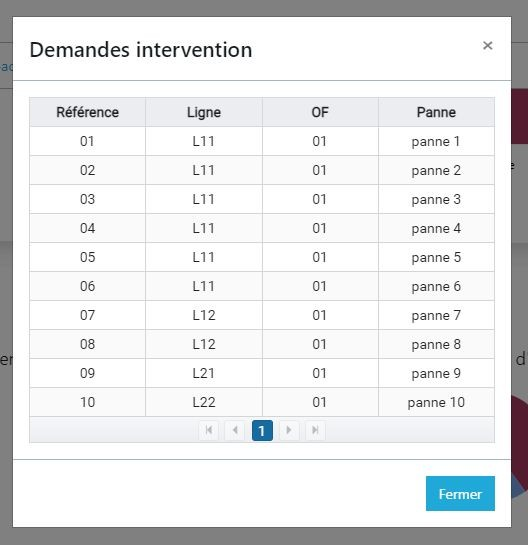 Demandes intervention ×
Référence Ligne OF Panne
01 L11 01 panne 1
02 L11 01 panne 2
03 L11 01 panne 3
04 L11 01 panne 4
05 L11 01 panne 5
06 L11 01 panne 6
07 L12 01 panne 7
08 L12 01 panne 8
09 L21 01 panne 9
10 L22 01 panne 10
1
Fermer